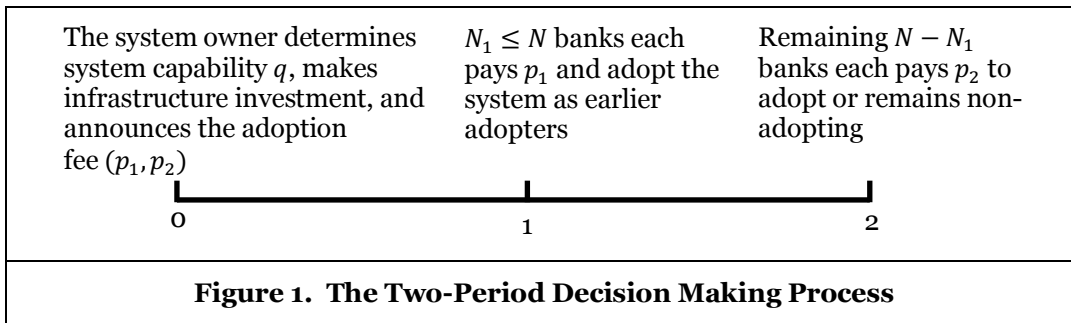 The system owner determines
system capability q, makes
infrastructure investment, and
announces the adoption
fee (p₁, p₂)
N₁ ≤ N banks each
pays p₁ and adopt the
system as earlier
adopters
Remaining N − N₁
banks each pays p₂ to
adopt or remains non-
adopting
0
1
2
Figure 1. The Two-Period Decision Making Process